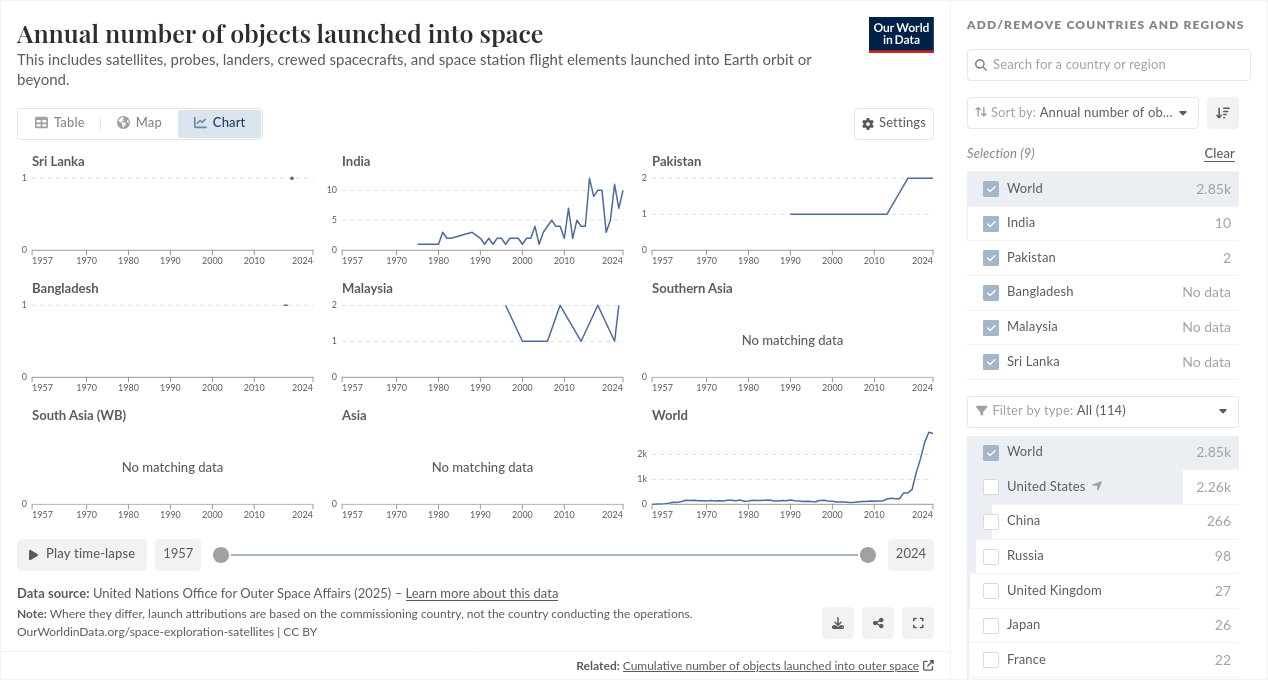 Annual number of objects launched into space
This includes satellites, probes, landers, crewed spacecrafts, and space station flight elements launched into Earth orbit or
beyond.
Our World
in Data
Table
Map
Chart
Settings
Sri Lanka
1
0
1957 1970 1980 1990 2000 2010 2024
India
10
5
0
1957 1970 1980 1990 2000 2010 2024
Pakistan
2
1
0
1957 1970 1980 1990 2000 2010 2024
Bangladesh
1
0
1957 1970 1980 1990 2000 2010 2024
Malaysia
2
1
0
1957 1970 1980 1990 2000 2010 2024
Southern Asia
No matching data
0
1957 1970 1980 1990 2000 2010 2024
South Asia (WB)
No matching data
0
1957 1970 1980 1990 2000 2010 2024
Asia
No matching data
0
1957 1970 1980 1990 2000 2010 2024
World
2k
1k
0
1957 1970 1980 1990 2000 2010 2024
Play time-lapse
1957
2024
Data source: United Nations Office for Outer Space Affairs (2025) – Learn more about this data
Note: Where they differ, launch attributions are based on the commissioning country, not the country conducting the operations.
OurWorldinData.org/space-exploration-satellites | CC BY
Related: Cumulative number of objects launched into outer space
ADD/REMOVE COUNTRIES AND REGIONS
Search for a country or region
Sort by: Annual number of ob...
Selection (9)
Clear
World 2.85k
India 10
Pakistan 2
Bangladesh No data
Malaysia No data
Sri Lanka No data
Filter by type: All (114)
World 2.85k
United States 2.26k
China 266
Russia 98
United Kingdom 27
Japan 26
France 22